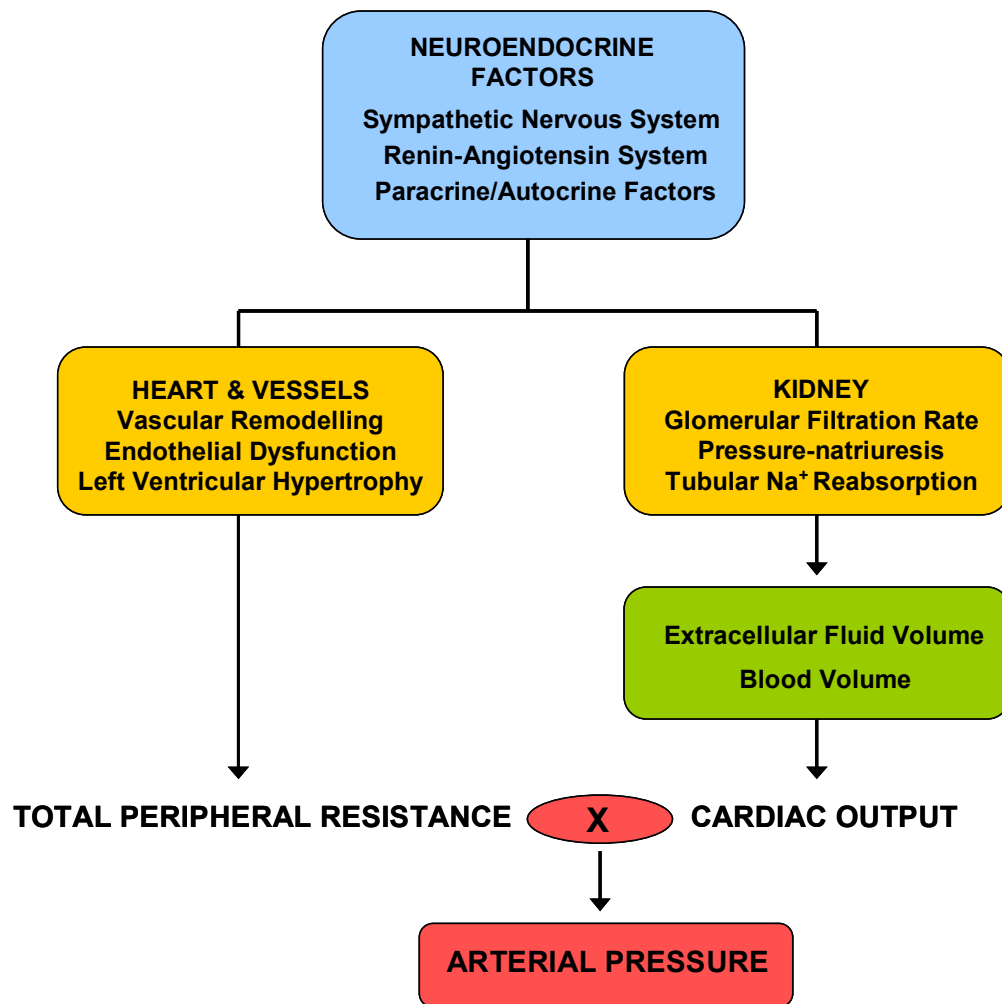 NEUROENDOCRINE
FACTORS
Sympathetic Nervous System
Renin-Angiotensin System
Paracrine/Autocrine Factors
HEART & VESSELS
Vascular Remodelling
Endothelial Dysfunction
Left Ventricular Hypertrophy
KIDNEY
Glomerular Filtration Rate
Pressure-natriuresis
Tubular Na⁺ Reabsorption
Extracellular Fluid Volume
Blood Volume
TOTAL PERIPHERAL RESISTANCE X CARDIAC OUTPUT
ARTERIAL PRESSURE